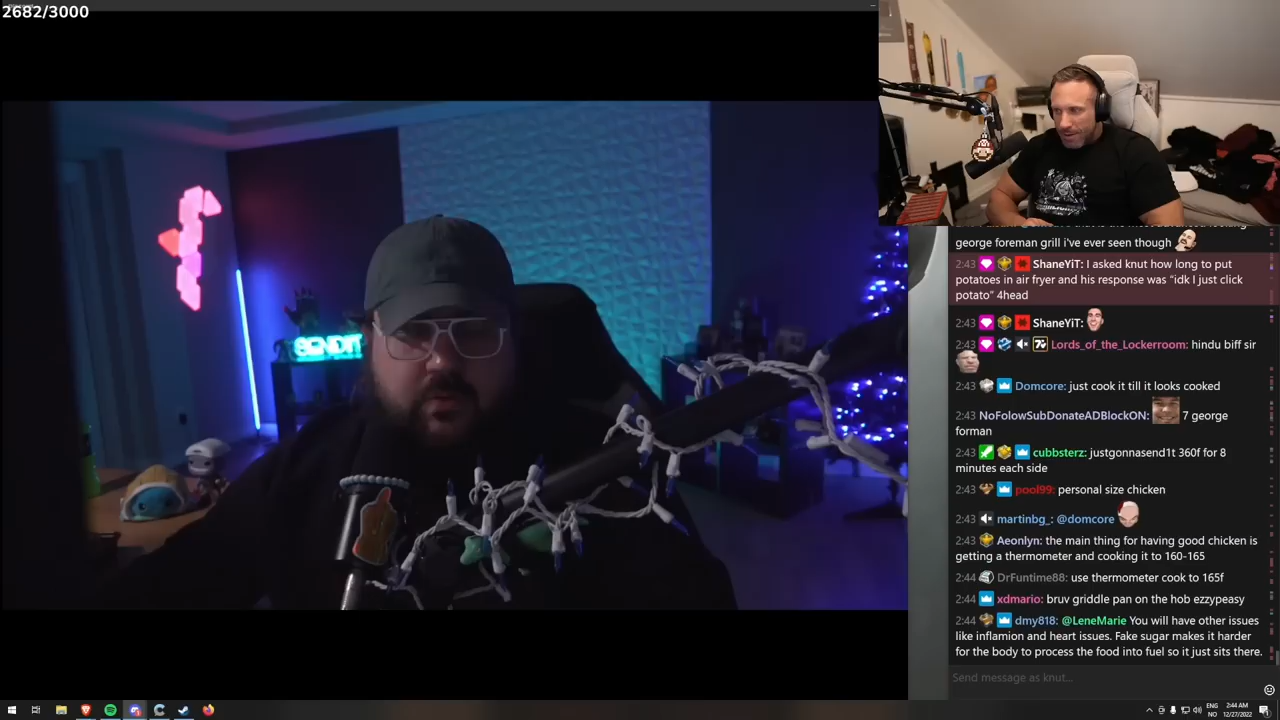 2682/3000
SENDIT
george foreman grill i've ever seen though
2:43 ShaneYiT: I asked knut how long to put
potatoes in air fryer and his response was "idk I just click
potato" 4head
2:43 ShaneYiT:
2:43 Lords_of_the_Lockerroom: hindu biff sir
2:43 Domcore: just cook it till it looks cooked
2:43 NoFolowSubDonateADBlockON: 7 george
forman
2:43 cubbsterz: justgonnasend1t 360f for 8
minutes each side
2:43 pool99: personal size chicken
2:43 martinbg_: @domcore
2:43 Aeonlyn: the main thing for having good chicken is
getting a thermometer and cooking it to 160-165
2:44 DrFuntime88: use thermometer cook to 165f
2:44 xdmario: bruv griddle pan on the hob ezzypeasy
2:44 dmy818: @LeneMarie You will have other issues
like inflamion and heart issues. Fake sugar makes it harder
for the body to process the food into fuel so it just sits there.
Send message as knut...
ENG
NO
2:44 AM
12/27/2022